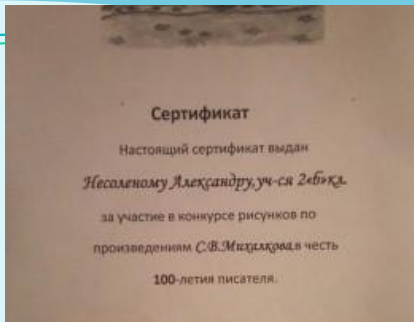 Сертификат
Настоящий сертификат выдан
Несоленому Александру, уч-ся 2«б»кл.
за участие в конкурсе рисунков по
произведениям С.В.Михалкова в честь
100-летия писателя.